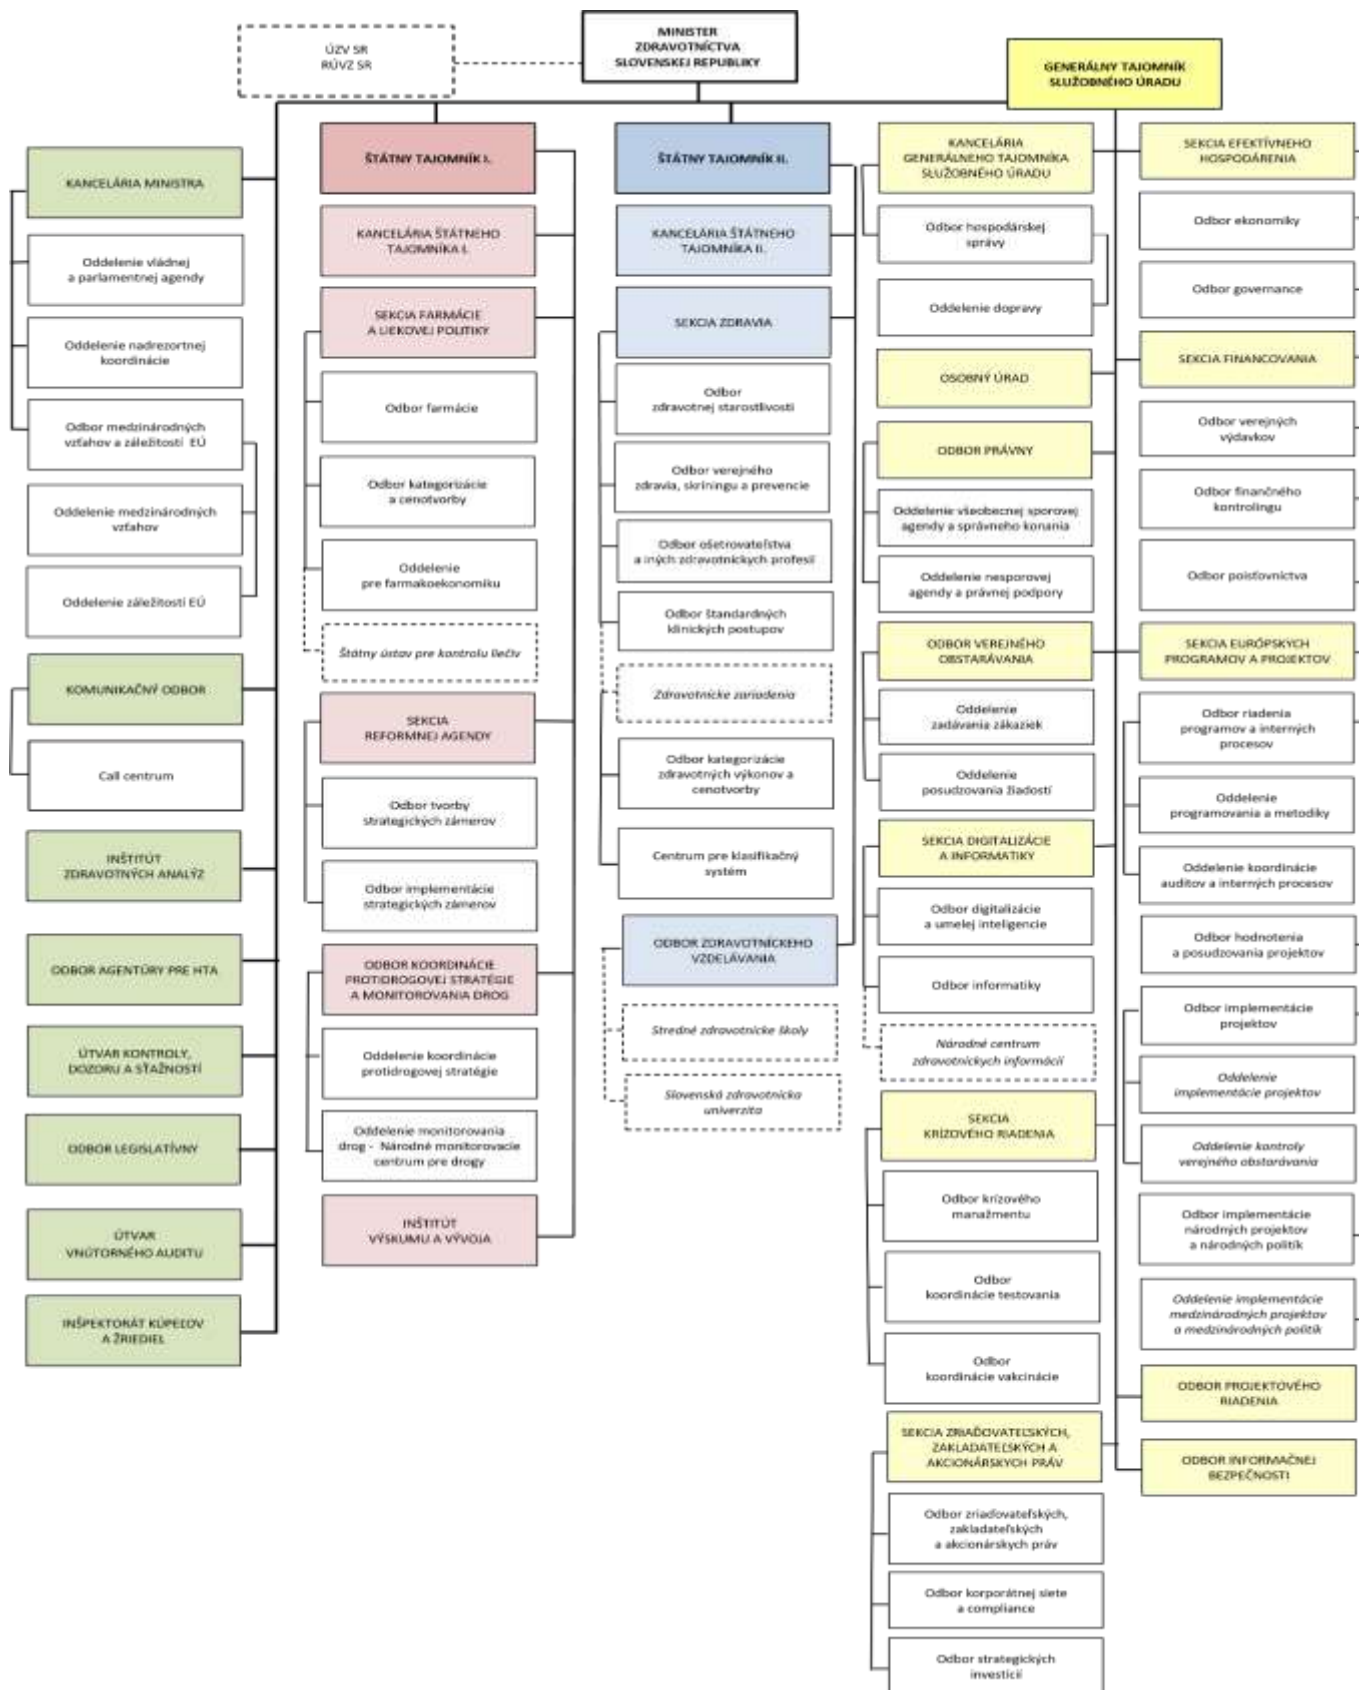 ÚZV SR
RÚVZ SR
MINISTER
ZDRAVOTNÍCTVA
SLOVENSKEJ REPUBLIKY
GENERÁLNY TAJOMNÍK
SLUŽOBNÉHO ÚRADU
KANCELÁRIA MINISTRA
Oddelenie vládnej
a parlamentnej agendy
Oddelenie nadrezortnej
koordinácie
Odbor medzinárodných
vzťahov a záležitostí EÚ
Oddelenie medzinárodných
vzťahov
Oddelenie záležitostí EÚ
KOMUNIKAČNÝ ODBOR
Call centrum
INŠTITÚT
ZDRAVOTNÝCH ANALÝZ
ODBOR AGENTÚRY PRE HTA
ÚTVAR KONTROLY,
DOZORU A SŤAŽNOSTÍ
ODBOR LEGISLATÍVNY
ÚTVAR
VNÚTORNÉHO AUDITU
INŠPEKTORÁT KÚPEĽOV
A ŽRIEDIEL
ŠTÁTNY TAJOMNÍK I.
KANCELÁRIA ŠTÁTNEHO
TAJOMNÍKA I.
SEKCIA FARMÁCIE
A LIEKOVEJ POLITIKY
Odbor farmácie
Odbor kategorizácie
a cenotvorby
Oddelenie
pre farmakoekonomiku
Štátny ústav pre kontrolu liečiv
SEKCIA
REFORMNEJ AGENDY
Odbor tvorby
strategických zámerov
Odbor implementácie
strategických zámerov
ODBOR KOORDINÁCIE
PROTIDROGOVEJ STRATÉGIE
A MONITOROVANIA DROG
Oddelenie koordinácie
protidrogovej stratégie
Oddelenie monitorovania
drog - Národné monitorovacie
centrum pre drogy
INŠTITÚT
VÝSKUMU A VÝVOJA
ŠTÁTNY TAJOMNÍK II.
KANCELÁRIA ŠTÁTNEHO
TAJOMNÍKA II.
SEKCIA ZDRAVIA
Odbor
zdravotnej starostlivosti
Odbor verejného
zdravia, skríningu a prevencie
Odbor ošetrovateľstva
a iných zdravotníckych profesií
Odbor štandardných
klinických postupov
Zdravotnícke zariadenia
Odbor kategorizácie
zdravotných výkonov a
cenotvorby
Centrum pre klasifikačný
systém
ODBOR ZDRAVOTNÍCKEHO
VZDELÁVANIA
Stredné zdravotnícke školy
Slovenská zdravotnícka
univerzita
KANCELÁRIA
GENERÁLNEHO TAJOMNÍKA
SLUŽOBNÉHO ÚRADU
Odbor hospodárskej
správy
Oddelenie dopravy
OSOBNÝ ÚRAD
ODBOR PRÁVNY
Oddelenie všeobecnej sporovej
agendy a správneho konania
Oddelenie nesporovej
agendy a právnej podpory
ODBOR VEREJNÉHO
OBSTARÁVANIA
Oddelenie
zadávania zákaziek
Oddelenie
posudzovania žiadostí
SEKCIA DIGITALIZÁCIE
A INFORMATIKY
Odbor digitalizácie
a umelej inteligencie
Odbor informatiky
Národné centrum
zdravotníckych informácií
SEKCIA
KRÍZOVÉHO RIADENIA
Odbor krízového
manažmentu
Odbor
koordinácie testovania
Odbor
koordinácie vakcinácie
SEKCIA ZRIAĎOVATEĽSKÝCH,
ZAKLADATEĽSKÝCH A
AKCIONÁRSKYCH PRÁV
Odbor zriaďovateľských,
zakladateľských
a akcionárskych práv
Odbor korporátnej siete
a compliance
Odbor strategických
investícií
SEKCIA EFEKTÍVNEHO
HOSPODÁRENIA
Odbor ekonomiky
Odbor governance
SEKCIA FINANCOVANIA
Odbor verejných
výdavkov
Odbor finančného
kontrolingu
Odbor poisťovníctva
SEKCIA EURÓPSKYCH
PROGRAMOV A PROJEKTOV
Odbor riadenia
programov a interných
procesov
Oddelenie
programovania a metodiky
Oddelenie koordinácie
auditov a interných procesov
Odbor hodnotenia
a posudzovania projektov
Odbor implementácie
projektov
Oddelenie
implementácie projektov
Oddelenie kontroly
verejného obstarávania
Odbor implementácie
národných projektov
a národných politík
Oddelenie implementácie
medzinárodných projektov
a medzinárodných politík
ODBOR PROJEKTOVÉHO
RIADENIA
ODBOR INFORMAČNEJ
BEZPEČNOSTI